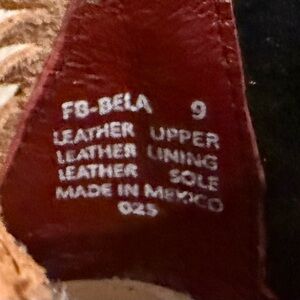 FB-BELA 9
LEATHER UPPER
LEATHER LINING
LEATHER SOLE
MADE IN MEXICO
025